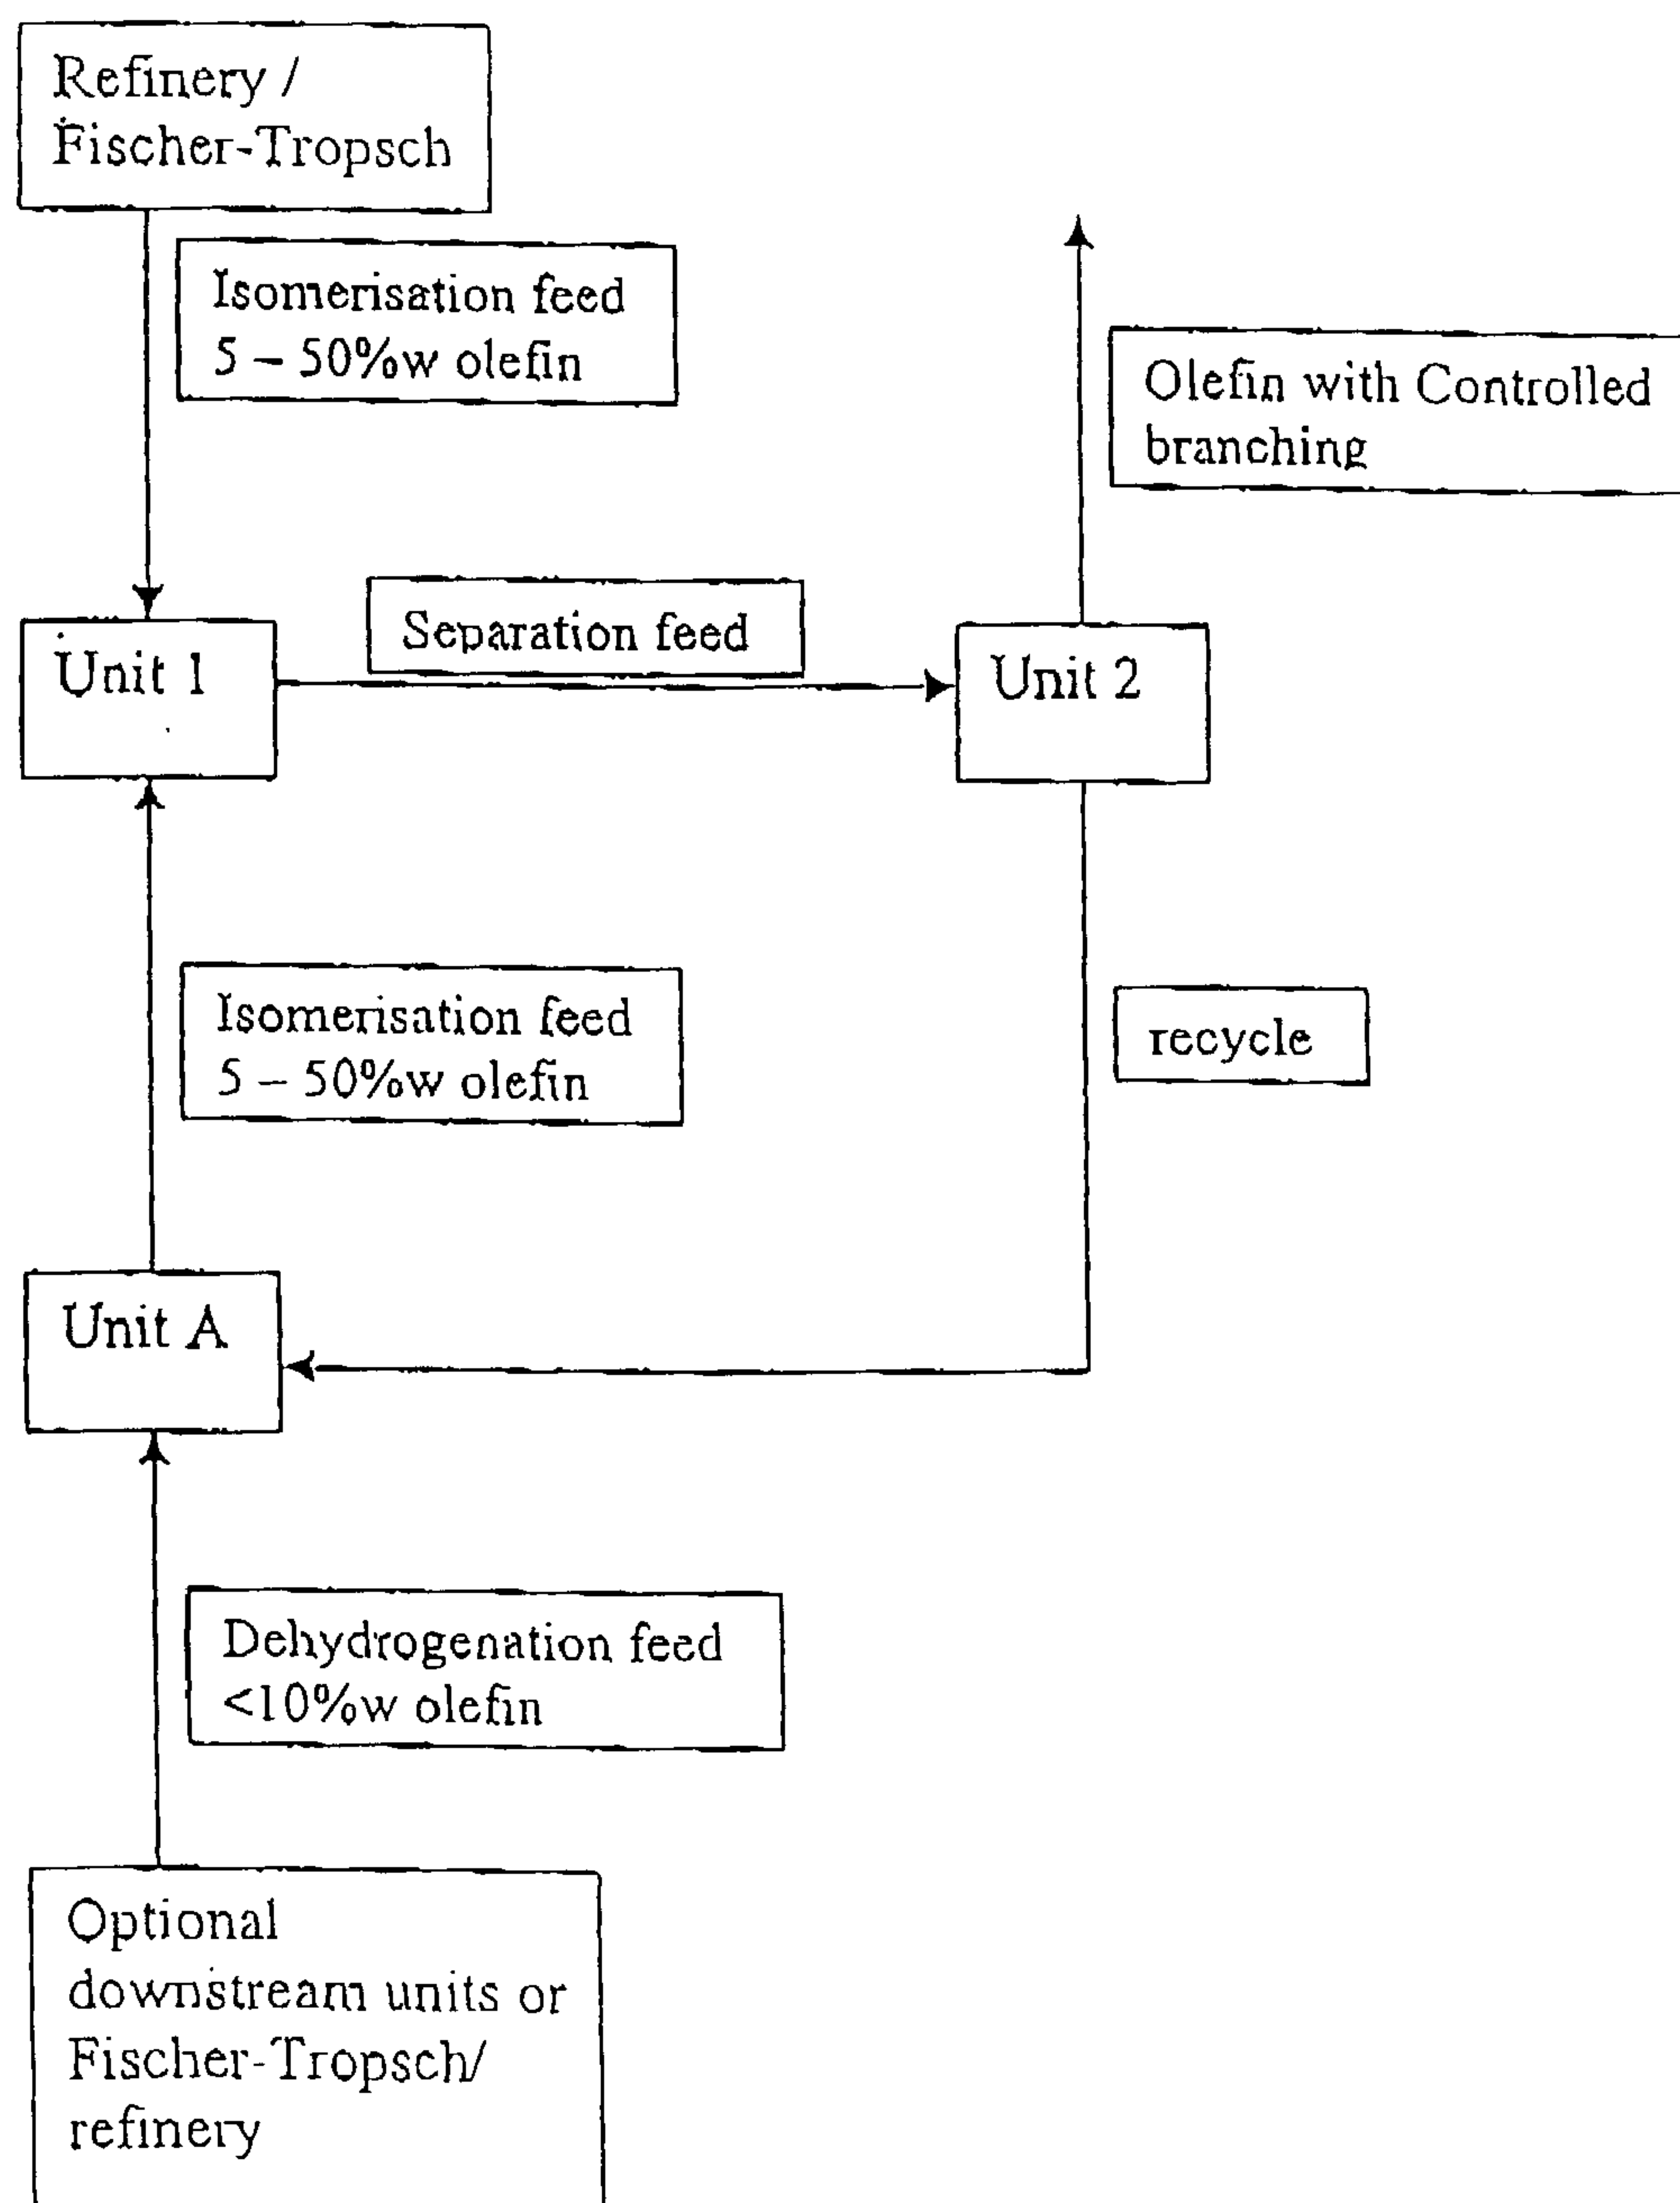 Refinery /
Fischer-Tropsch
Isomerisation feed
5 – 50%w olefin
Olefin with Controlled
branching
Separation feed
Unit 1
Unit 2
Isomerisation feed
5 – 50%w olefin
recycle
Unit A
Dehydrogenation feed
<10%w olefin
Optional
downstream units or
Fischer-Tropsch/
refinery